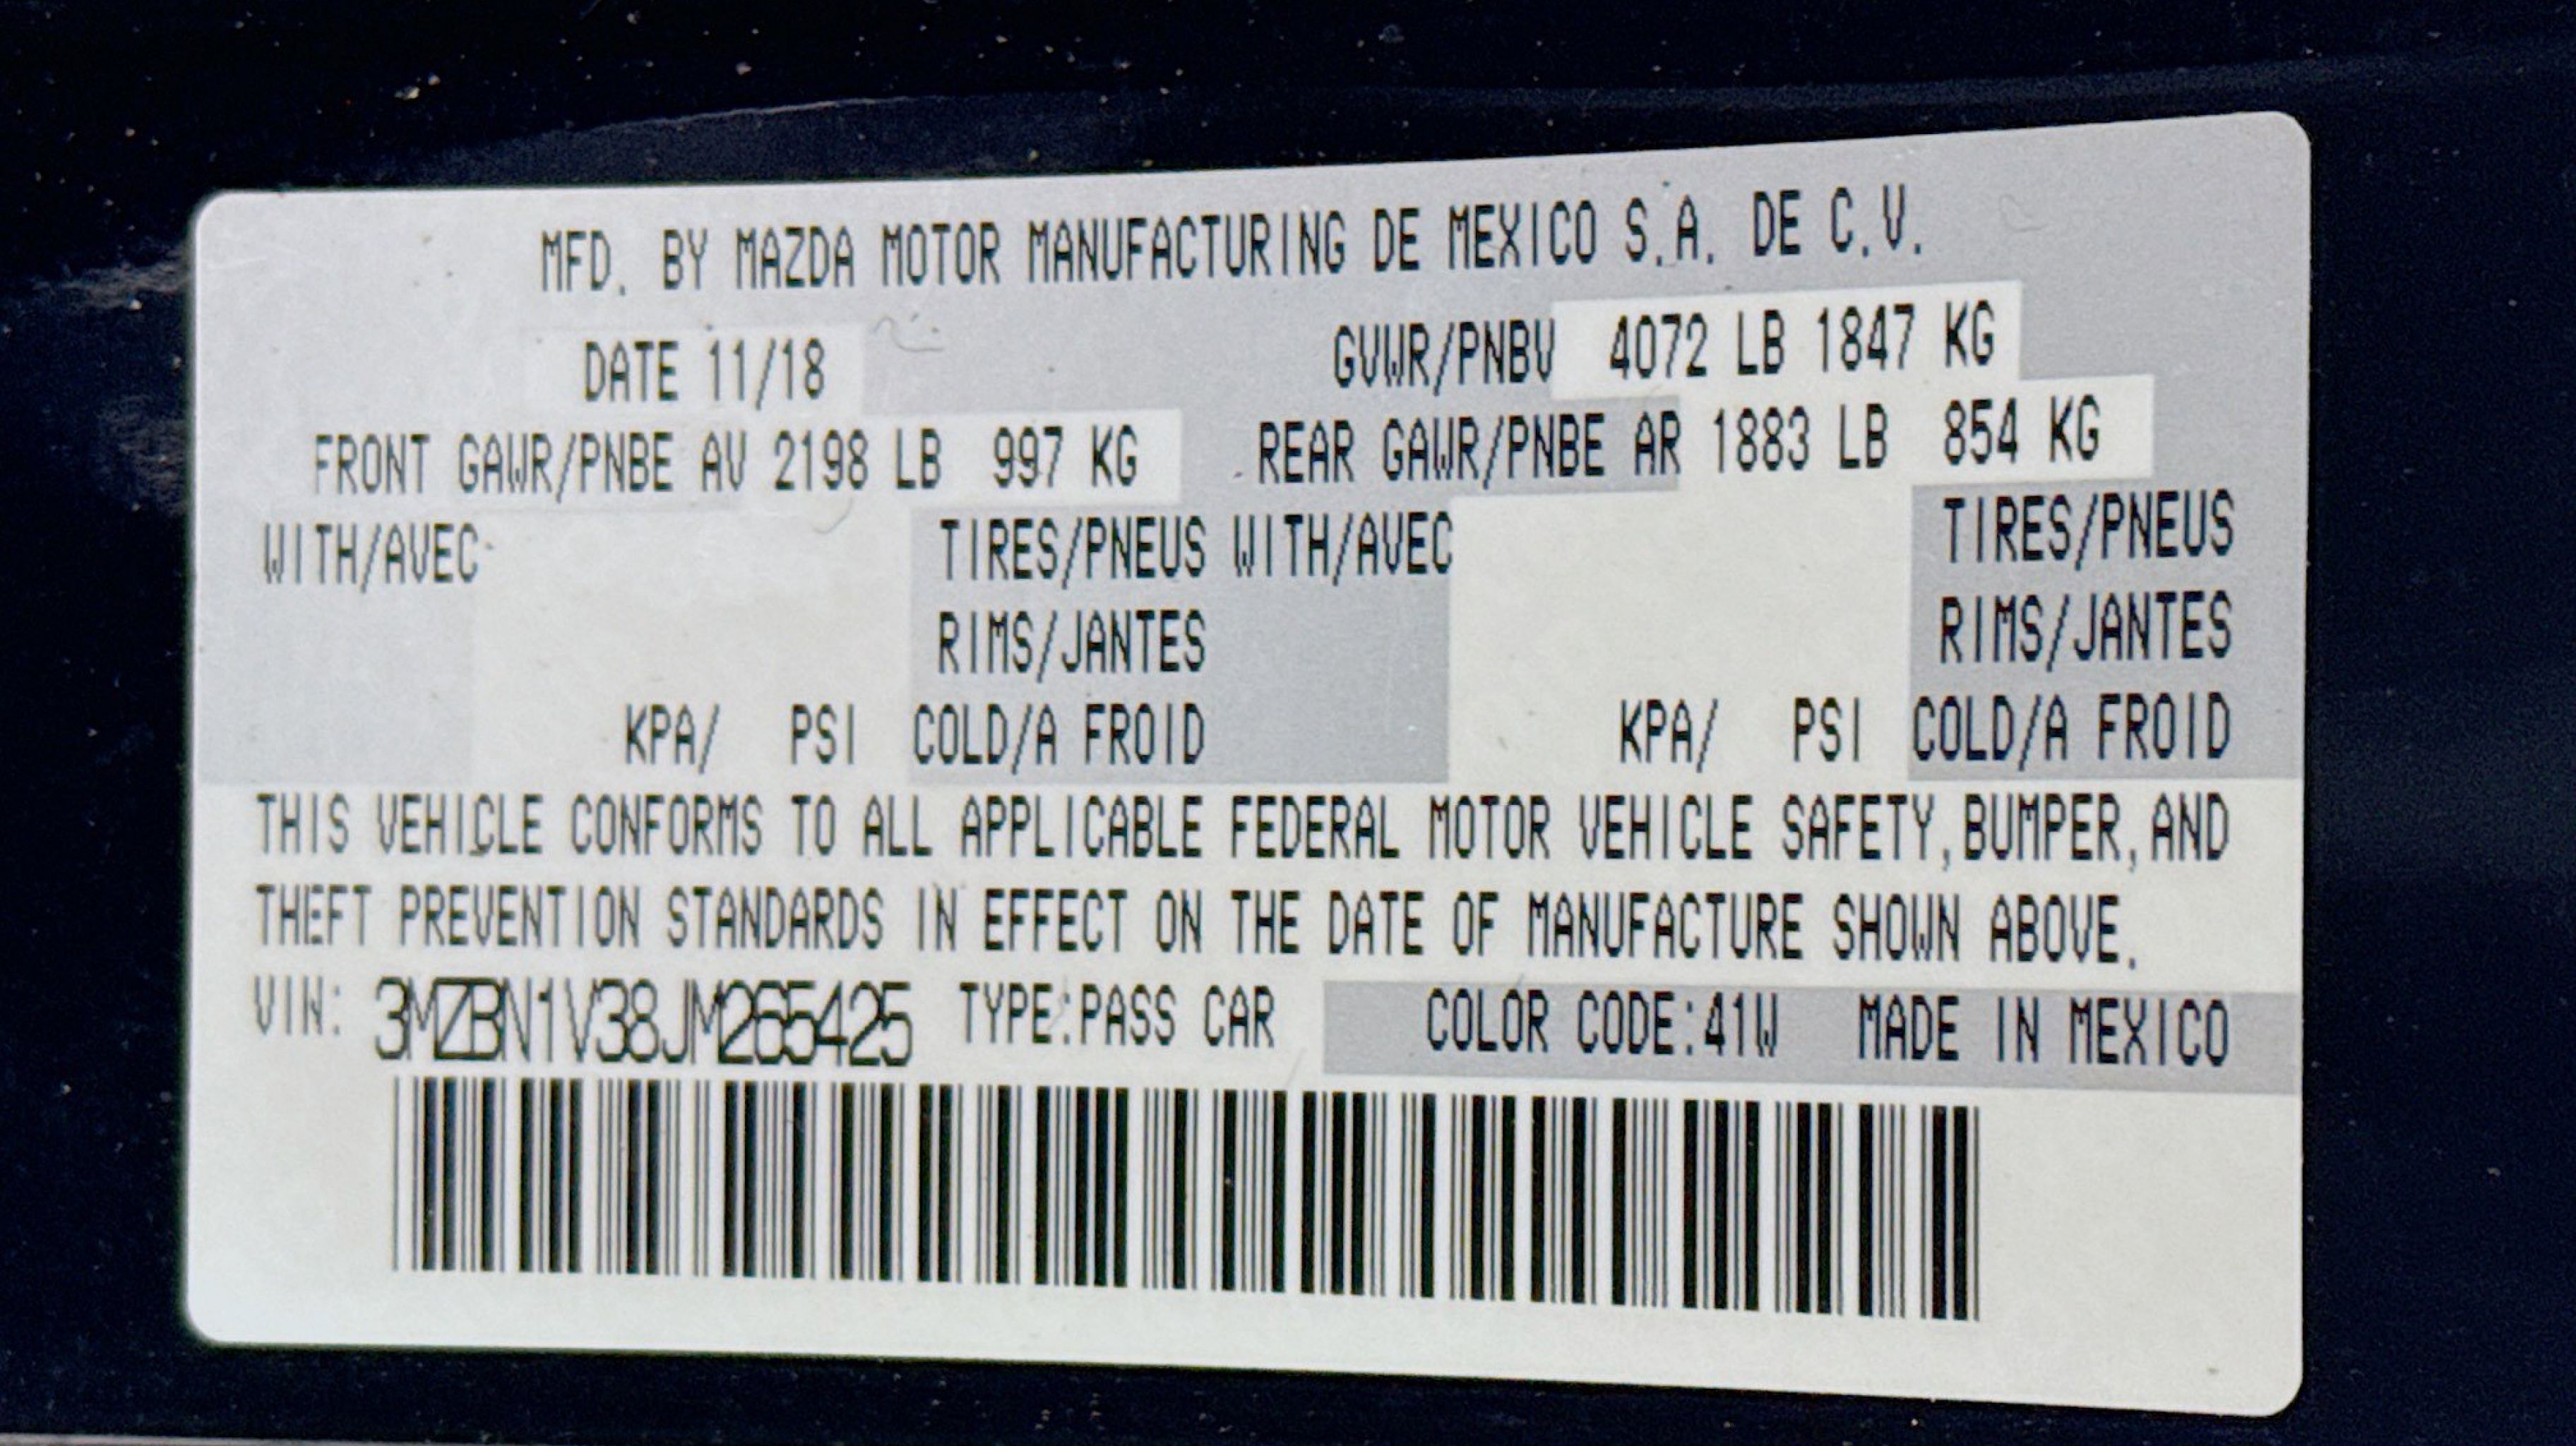 MFD. BY MAZDA MOTOR MANUFACTURING DE MEXICO S.A. DE C.V.
DATE 11/18 GVWR/PNBV 4072 LB 1847 KG
FRONT GAWR/PNBE AV 2198 LB 997 KG REAR GAWR/PNBE AR 1883 LB 854 KG
WITH/AVEC TIRES/PNEUS WITH/AVEC TIRES/PNEUS
RIMS/JANTES RIMS/JANTES
KPA/ PSI COLD/A FROID KPA/ PSI COLD/A FROID
THIS VEHICLE CONFORMS TO ALL APPLICABLE FEDERAL MOTOR VEHICLE SAFETY,BUMPER,AND
THEFT PREVENTION STANDARDS IN EFFECT ON THE DATE OF MANUFACTURE SHOWN ABOVE.
VIN: 3MZBN1V38JM265425 TYPE:PASS CAR COLOR CODE:41W MADE IN MEXICO